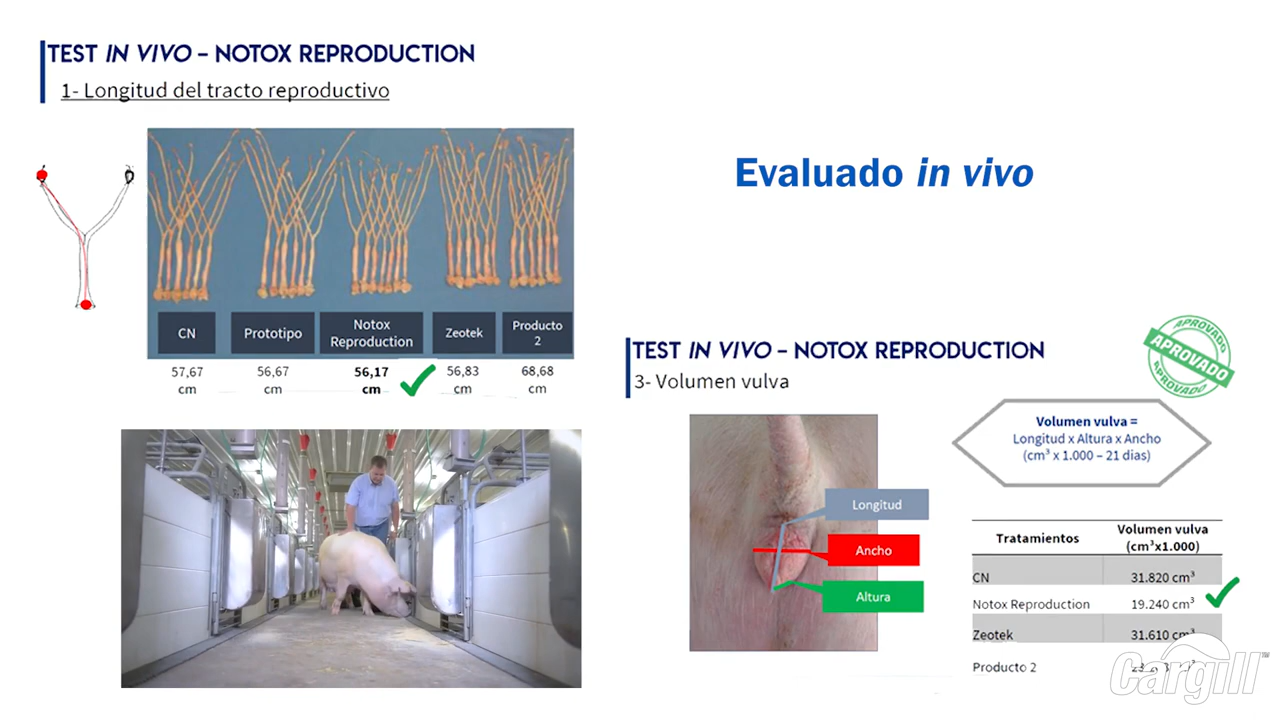 TEST IN VIVO – NOTOX REPRODUCTION
1- Longitud del tracto reproductivo
CN
Prototipo
Notox
Reproduction
Zeotek
Producto
2
57,67
cm
56,67
cm
56,17
cm
56,83
cm
68,68
cm
Evaluado in vivo
TEST IN VIVO – NOTOX REPRODUCTION
3- Volumen vulva
APROVADO
APROVADO
APROVADO
Volumen vulva =
Longitud x Altura x Ancho
(cm³ x 1.000 – 21 dias)
Longitud
Ancho
Altura
Tratamientos
Volumen vulva
(cm³x1.000)
CN 31.820 cm³
Notox Reproduction 19.240 cm³
Zeotek 31.610 cm³
Producto 2
Cargill™